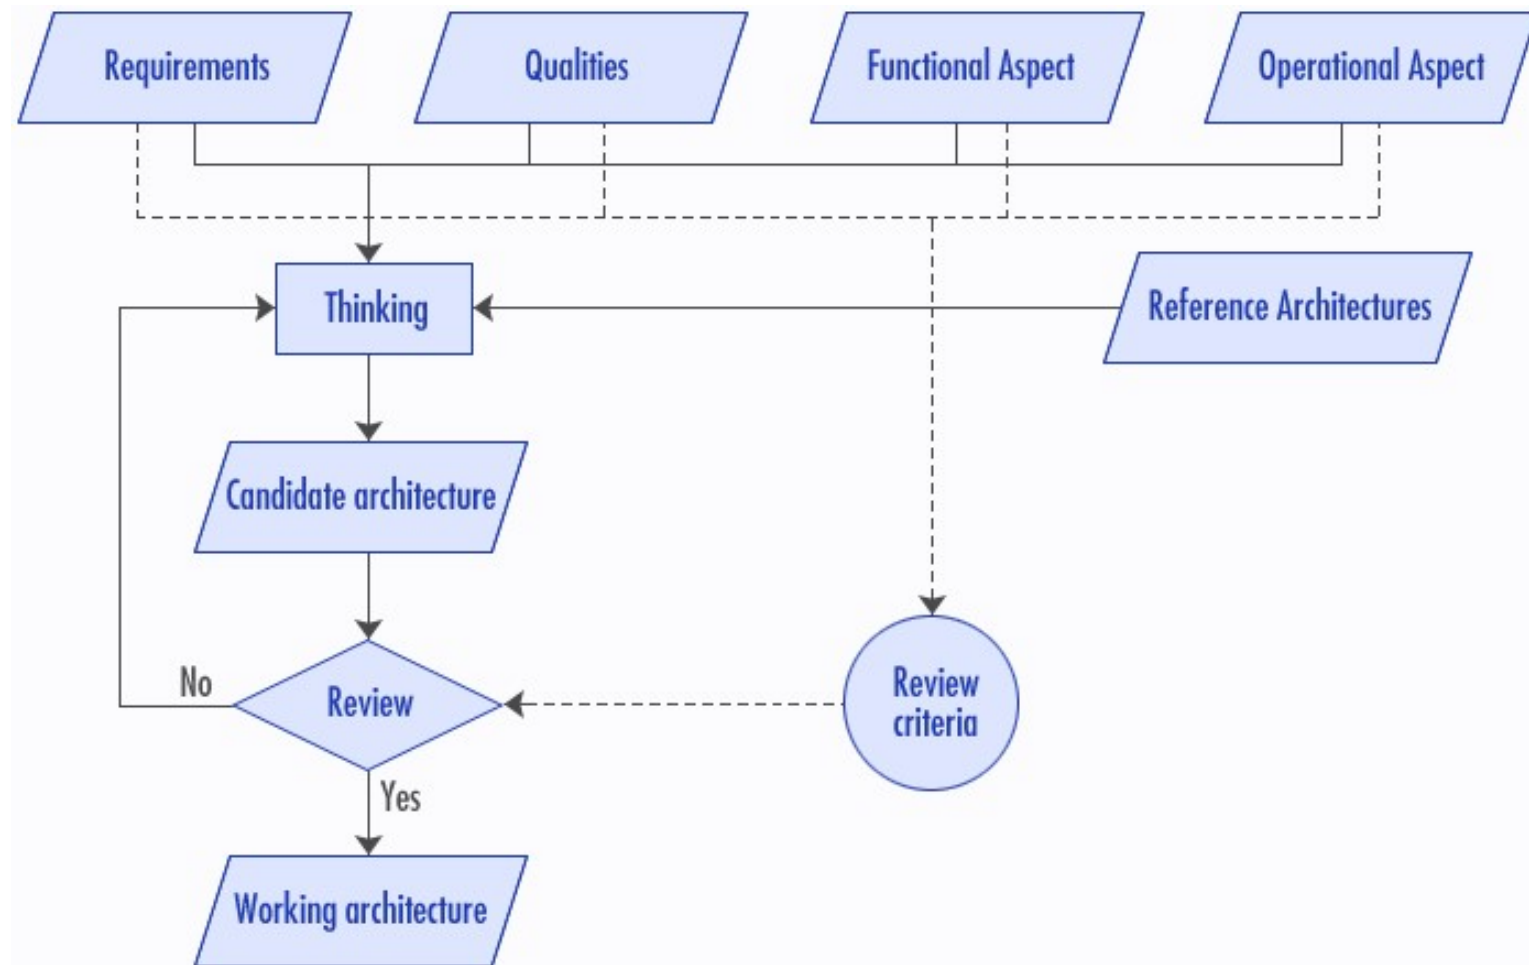 Requirements
Qualities
Functional Aspect
Operational Aspect
Thinking
Reference Architectures
Candidate architecture
No
Review
Review
criteria
Yes
Working architecture